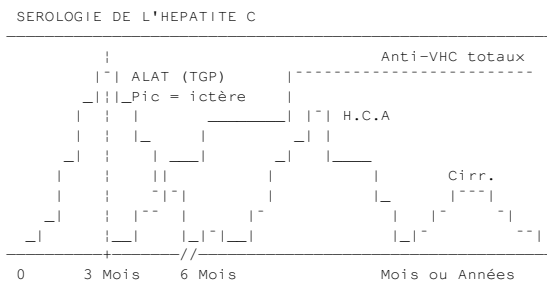 SEROLOGIE DE L'HEPATITE C
Anti-VHC totaux
ALAT (TGP)
Pic = ictère
H.C.A
Cirr.
0 3 Mois 6 Mois Mois ou Années